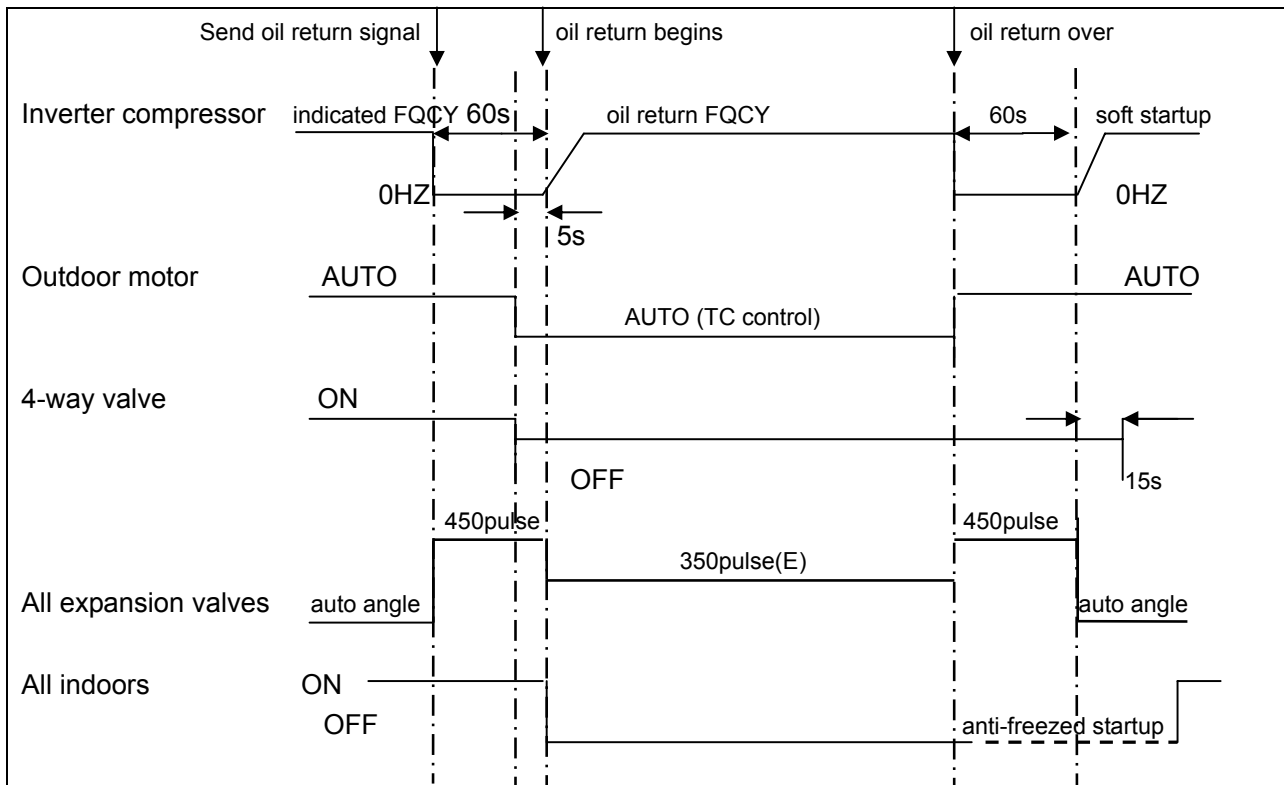 Send oil return signal oil return begins oil return over
Inverter compressor indicated FQCY 60s oil return FQCY 60s soft startup
0HZ 0HZ
5s
Outdoor motor AUTO AUTO
AUTO (TC control)
4-way valve ON
OFF 15s
450pulse 450pulse
350pulse(E)
All expansion valves auto angle auto angle
All indoors ON
OFF anti-freezed startup